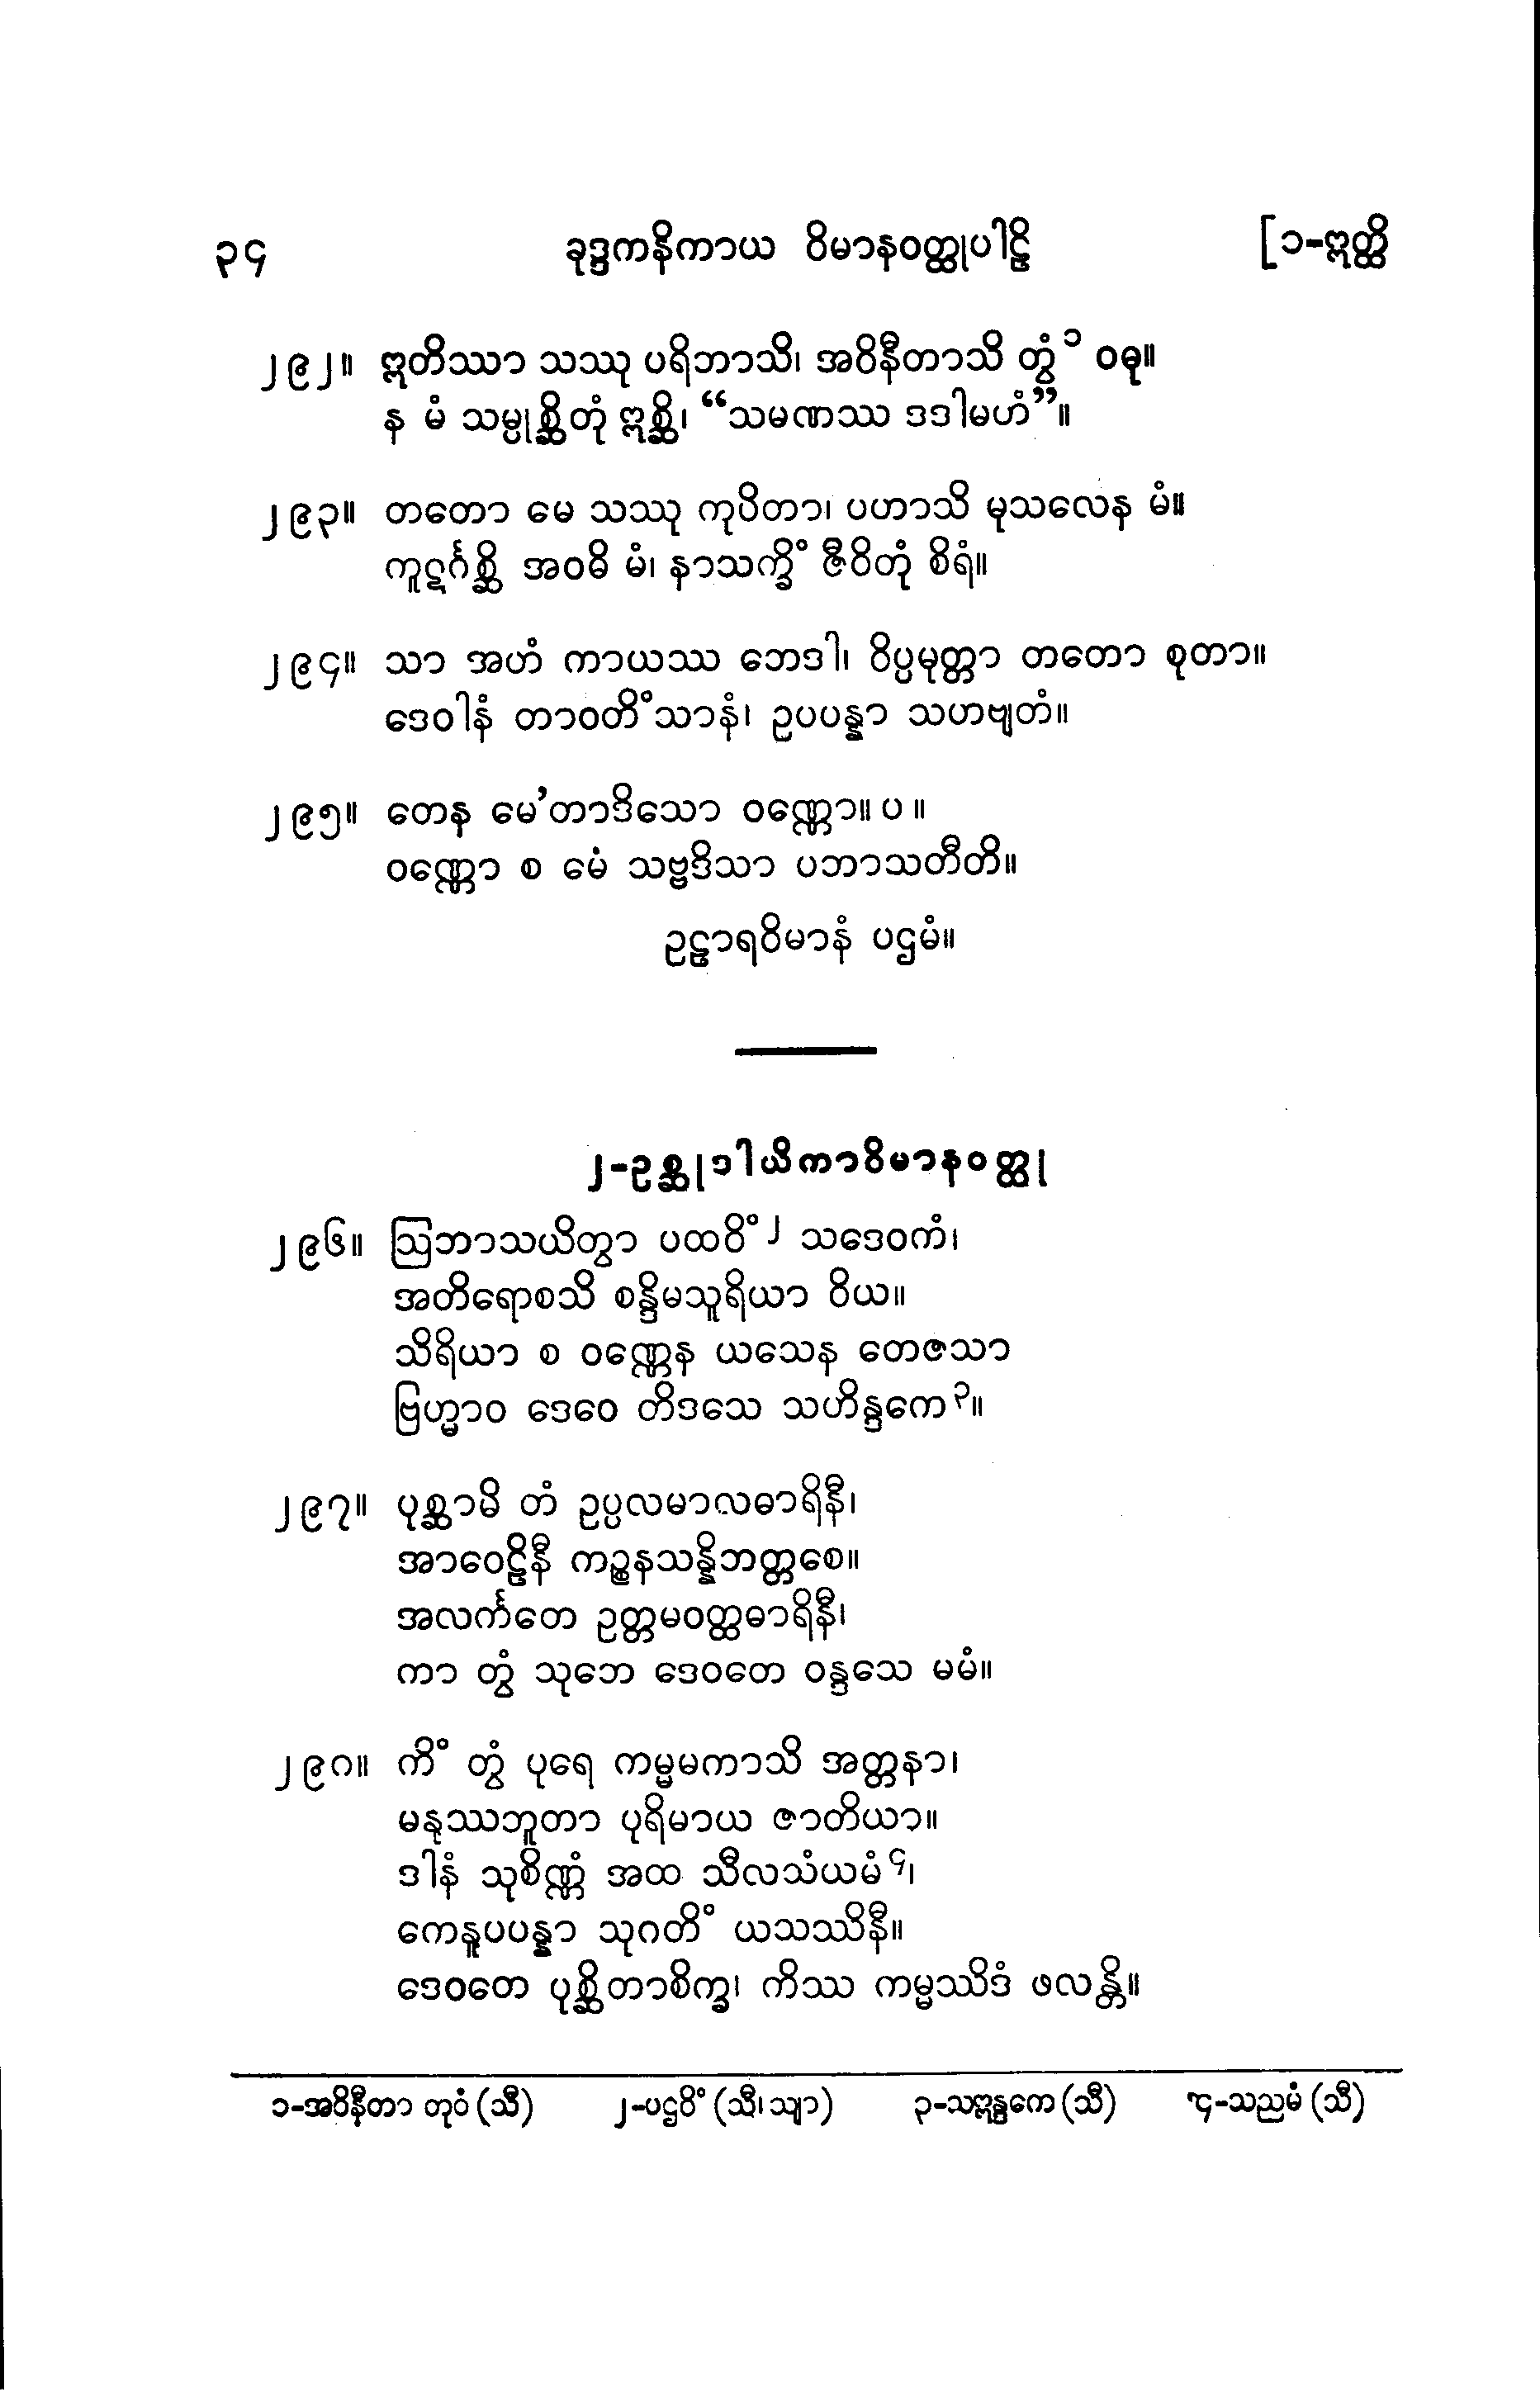 ၃၄ ခုဒ္ဒကနိကာယ ဝိမာနဝတ္ထုပါဠိ [၁-ဣတ္ထိ
၂၉၂။ ဣတိဿာ သဿု ပရိဘာသိ၊ အဝိနီတာသိ တွံ ၁ ဝဓု။
န မံ သမ္ပုစ္ဆိတုံ ဣစ္ဆိ၊ “သမဏဿ ဒဒါမဟံ”။
၂၉၃။ တတော မေ သဿု ကုပိတာ၊ ပဟာသိ မုသလေန မံ။
ကူဋင်္ဂစ္ဆိ အဝဓိ မံ၊ နာသက္ခိံ ဇီဝိတုံ စိရံ။
၂၉၄။ သာ အဟံ ကာယဿ ဘေဒါ၊ ဝိပ္ပမုတ္တာ တတော စုတာ။
ဒေဝါနံ တာဝတိံသာနံ၊ ဥပပန္နာ သဟဗျတံ။
၂၉၅။ တေန မေ’တာဒိသော ဝဏ္ဏော။ ပ ။
ဝဏ္ဏော စ မေံ သဗ္ဗဒိသာ ပဘာသတီတိ။
ဥဠာရဝိမာနံ ပဌမံ။
၂-ဥစ္ဆုဒါယိကာဝိမာနဝတ္ထု
၂၉၆။ ဩဘာသယိတွာ ပထဝိံ ၂ သဒေဝကံ၊
အတိရောစသိ စန္ဒိမသူရိယာ ဝိယ။
သိရိယာ စ ဝဏ္ဏေန ယသေန တေဇသာ
ဗြဟ္မာဝ ဒေဝေ တိဒသေ သဟိန္ဒကေ ၃။
၂၉၇။ ပုစ္ဆာမိ တံ ဥပ္ပလမာလဓာရိနီ၊
အာဝေဠိနီ ကဉ္စနသန္နိဘတ္တစေ။
အလင်္ကတေ ဥတ္တမဝတ္ထဓာရိနီ၊
ကာ တွံ သုဘေ ဒေဝတေ ဝန္ဒသေ မမံ။
၂၉၈။ ကိံ တွံ ပုရေ ကမ္မမကာသိ အတ္တနာ၊
မနုဿဘူတာ ပုရိမာယ ဇာတိယာ။
ဒါနံ သုစိဏ္ဏံ အထ သီလသံယမံ ၄၊
ကေနူပပန္နာ သုဂတိံ ယသဿိနီ။
ဒေဝတေ ပုစ္ဆိတာစိက္ခ၊ ကိဿ ကမ္မဿိဒံ ဖလန္တိ။
၁-အဝိနီတာ တုဝံ (သီ) ၂-ပဌဝိံ (သီ၊ သျာ) ၃-သဣန္ဒကေ (သီ) ၄-သညမံ (သီ)